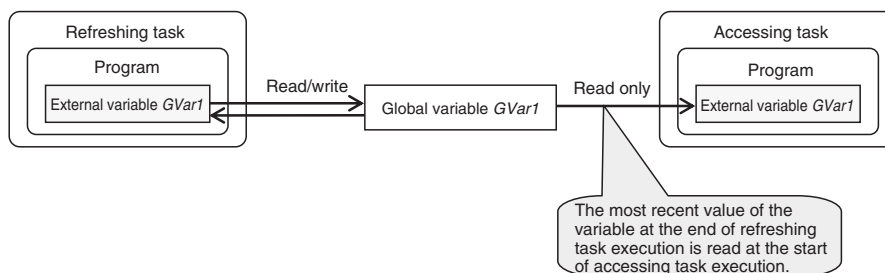 Refreshing task
Program
External variable GVar1
Read/write
Global variable GVar1
Read only
Accessing task
Program
External variable GVar1
The most recent value of the
variable at the end of refreshing
task execution is read at the start
of accessing task execution.